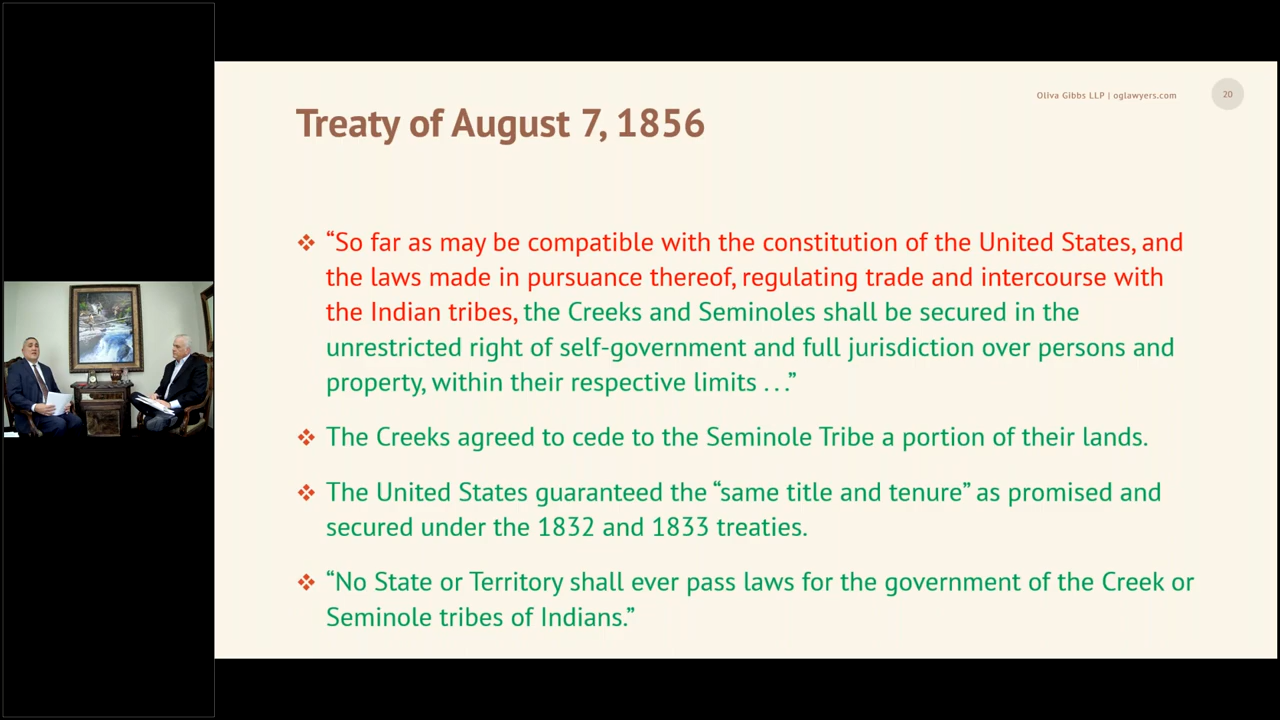 Oliva Gibbs LLP | oglawyers.com
20
Treaty of August 7, 1856
“So far as may be compatible with the constitution of the United States, and
the laws made in pursuance thereof, regulating trade and intercourse with
the Indian tribes, the Creeks and Seminoles shall be secured in the
unrestricted right of self-government and full jurisdiction over persons and
property, within their respective limits . . .”
The Creeks agreed to cede to the Seminole Tribe a portion of their lands.
The United States guaranteed the “same title and tenure” as promised and
secured under the 1832 and 1833 treaties.
“No State or Territory shall ever pass laws for the government of the Creek or
Seminole tribes of Indians.”